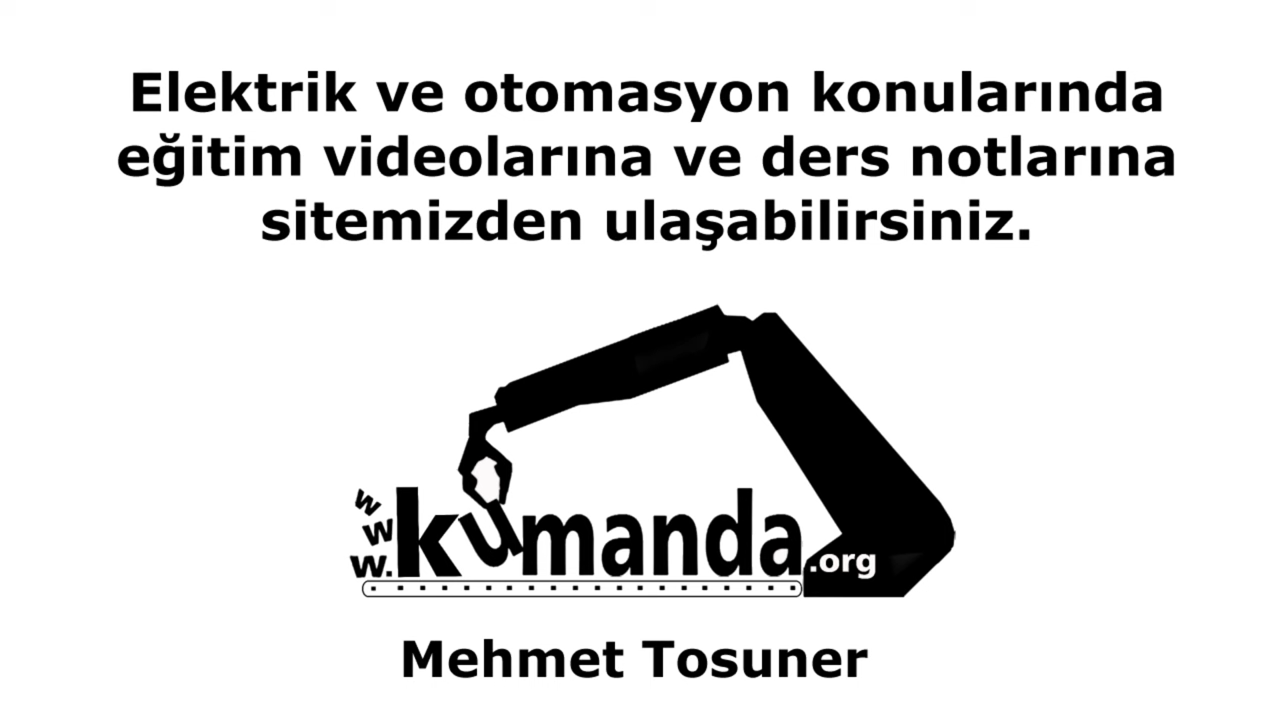 Elektrik ve otomasyon konularında
eğitim videolarına ve ders notlarına
sitemizden ulaşabilirsiniz.
www.kumanda.org
Mehmet Tosuner